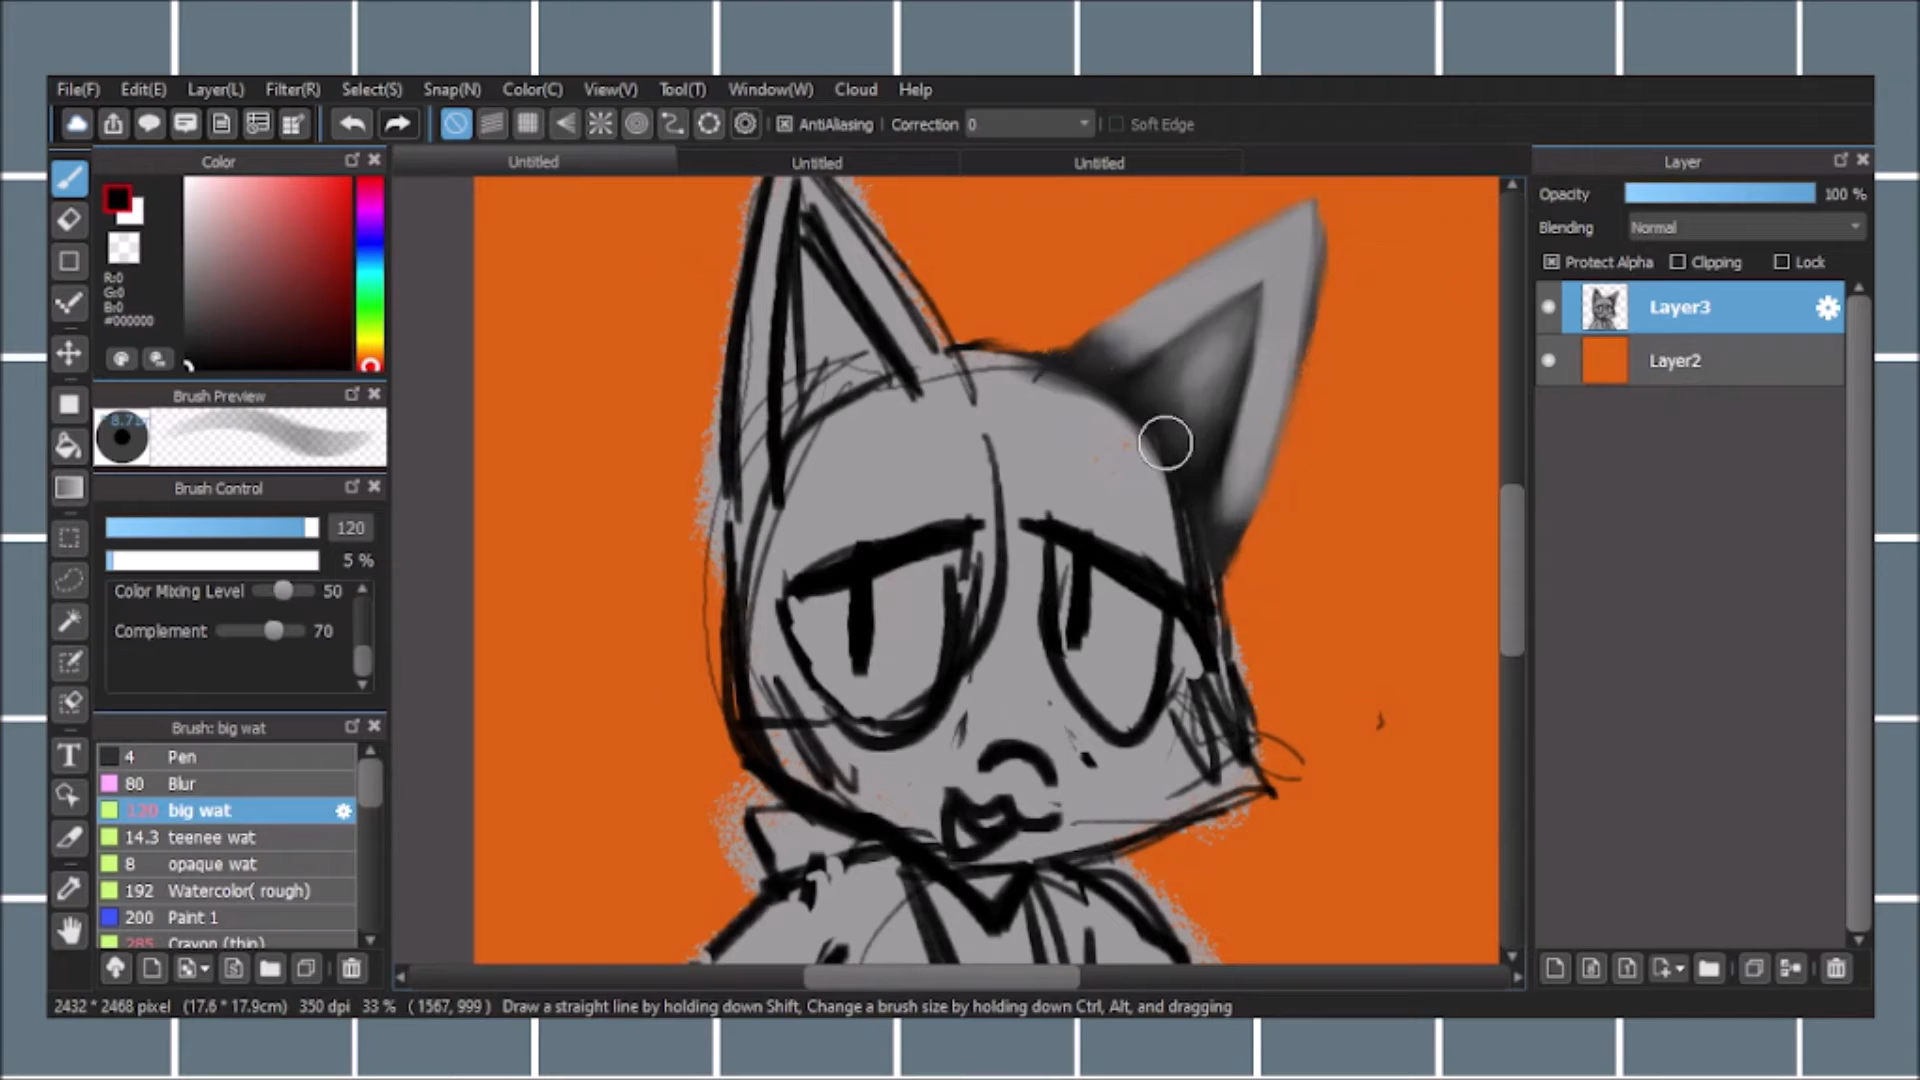 File(F) Edit(E) Layer(L) Filter(R) Select(S) Snap(N) Color(C) View(V) Tool(T) Window(W) Cloud Help
AntiAliasing Correction 0 Soft Edge
Color
R:0
G:0
B:0
#000000
Brush Preview
Brush Control
120
5 %
Color Mixing Level 50
Complement 70
Brush: big wat
4 Pen
80 Blur
120 big wat
14.3 teenee wat
8 opaque wat
192 Watercolor( rough)
200 Paint 1
285 Crayon (thin)
Untitled Untitled Untitled
Layer
Opacity 100 %
Blending Normal
Protect Alpha Clipping Lock
Layer3
Layer2
2432 * 2468 pixel (17.6 * 17.9cm) 350 dpi 33 % ( 1567, 999 ) Draw a straight line by holding down Shift, Change a brush size by holding down Ctrl, Alt, and dragging